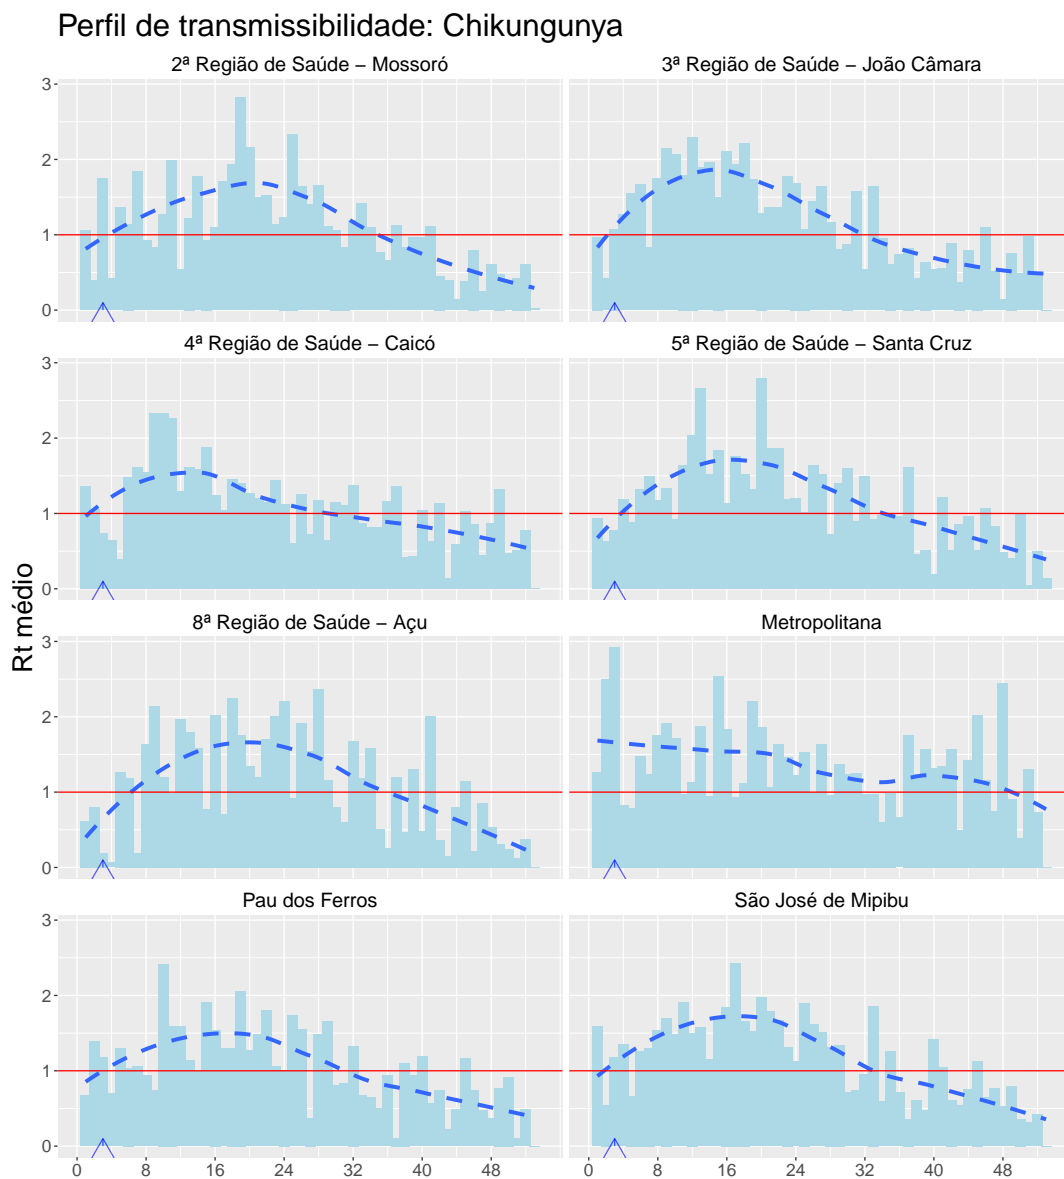 Perfil de transmissibilidade: Chikungunya
2ª Região de Saúde – Mossoró
3ª Região de Saúde – João Câmara
3
2
1
0
4ª Região de Saúde – Caicó
5ª Região de Saúde – Santa Cruz
3
2
1
0
Rt médio
8ª Região de Saúde – Açu
Metropolitana
3
2
1
0
Pau dos Ferros
São José de Mipibu
3
2
1
0
0 8 16 24 32 40 48
0 8 16 24 32 40 48